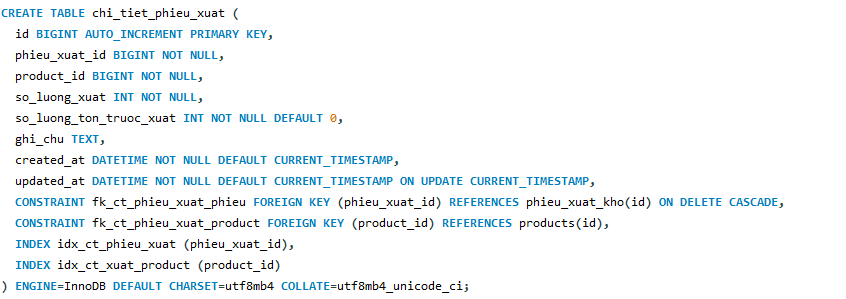 CREATE TABLE chi_tiet_phieu_xuat (
id BIGINT AUTO_INCREMENT PRIMARY KEY,
phieu_xuat_id BIGINT NOT NULL,
product_id BIGINT NOT NULL,
so_luong_xuat INT NOT NULL,
so_luong_ton_truoc_xuat INT NOT NULL DEFAULT 0,
ghi_chu TEXT,
created_at DATETIME NOT NULL DEFAULT CURRENT_TIMESTAMP,
updated_at DATETIME NOT NULL DEFAULT CURRENT_TIMESTAMP ON UPDATE CURRENT_TIMESTAMP,
CONSTRAINT fk_ct_phieu_xuat_phieu FOREIGN KEY (phieu_xuat_id) REFERENCES phieu_xuat_kho(id) ON DELETE CASCADE,
CONSTRAINT fk_ct_phieu_xuat_product FOREIGN KEY (product_id) REFERENCES products(id),
INDEX idx_ct_phieu_xuat (phieu_xuat_id),
INDEX idx_ct_xuat_product (product_id)
) ENGINE=InnoDB DEFAULT CHARSET=utf8mb4 COLLATE=utf8mb4_unicode_ci;